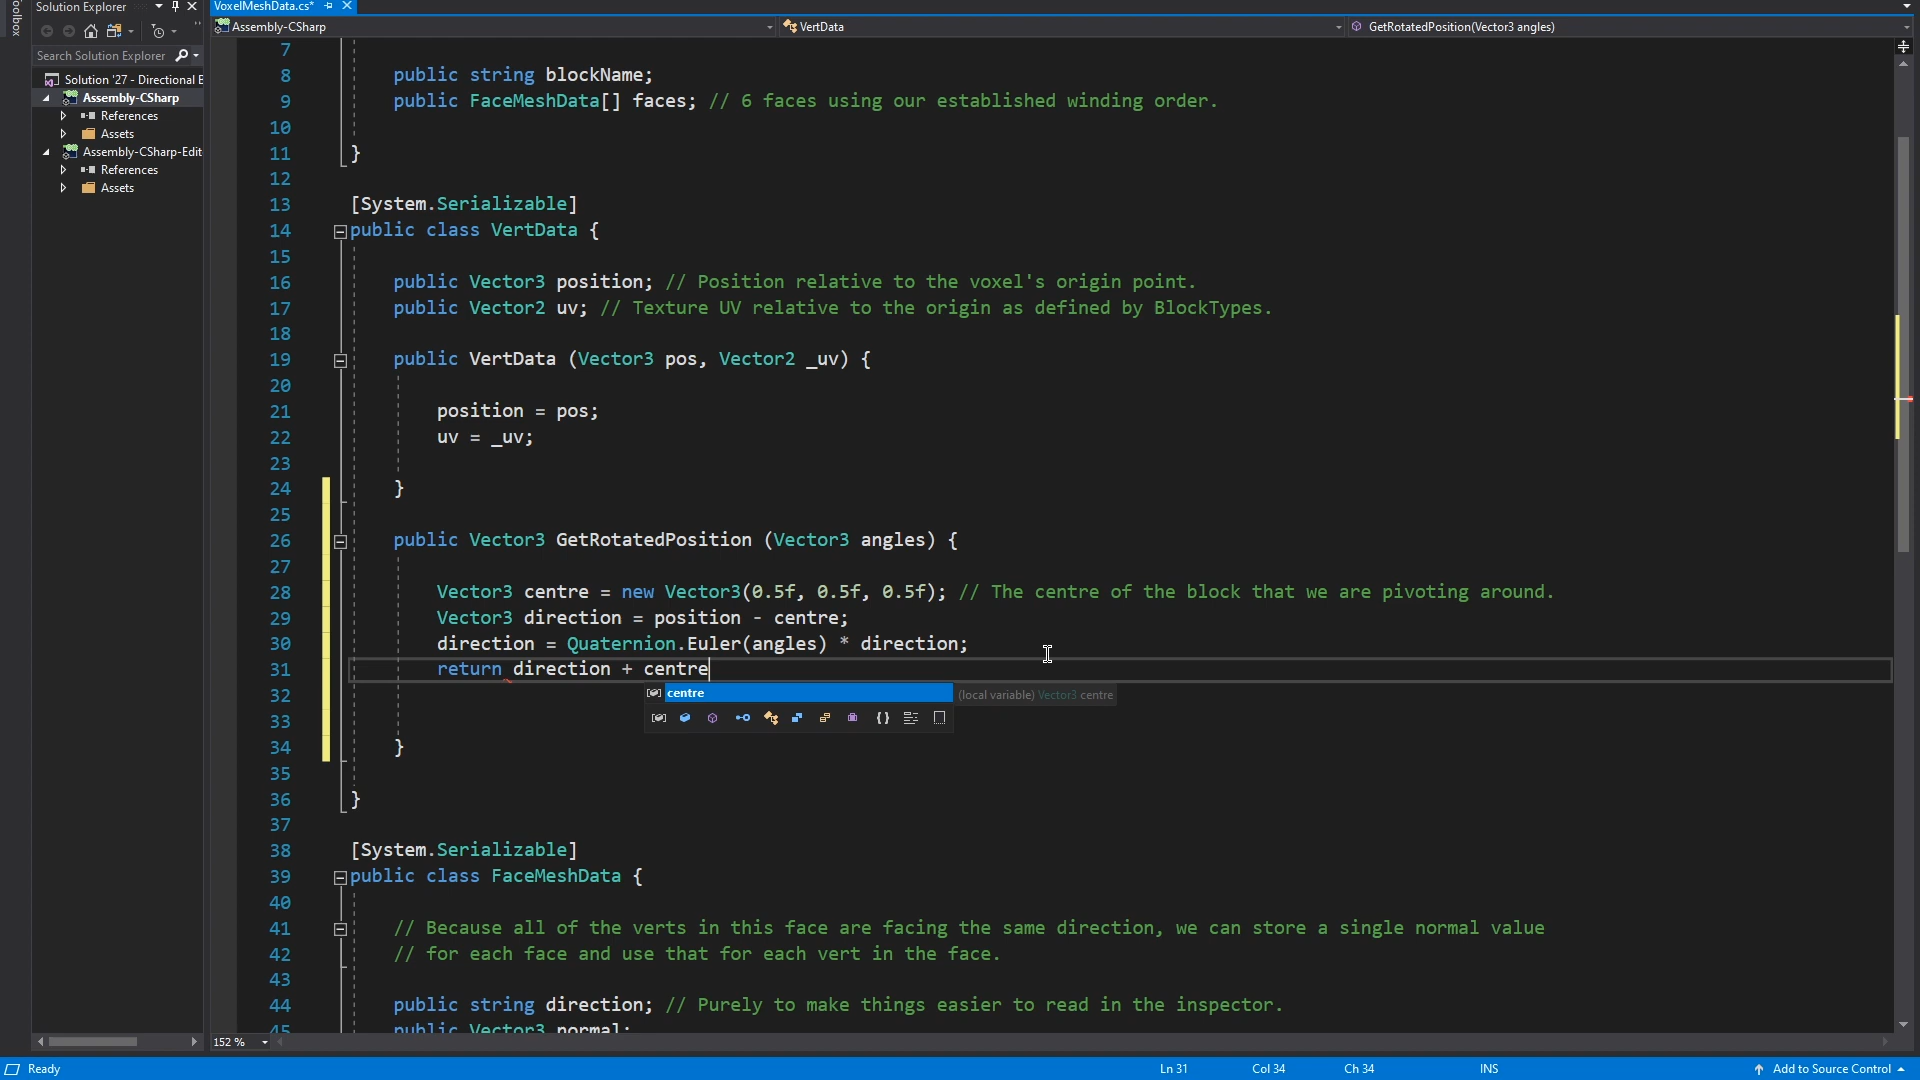 Toolbox
Solution Explorer
VoxelMeshData.cs*
Assembly-CSharp
VertData
GetRotatedPosition(Vector3 angles)
Search Solution Explorer
Solution '27 - Directional B
Assembly-CSharp
References
Assets
Assembly-CSharp-Edit
References
Assets
7
8 public string blockName;
9 public FaceMeshData[] faces; // 6 faces using our established winding order.
10
11 }
12
13 [System.Serializable]
14 public class VertData {
15
16 public Vector3 position; // Position relative to the voxel's origin point.
17 public Vector2 uv; // Texture UV relative to the origin as defined by BlockTypes.
18
19 public VertData (Vector3 pos, Vector2 _uv) {
20
21 position = pos;
22 uv = _uv;
23
24 }
25
26 public Vector3 GetRotatedPosition (Vector3 angles) {
27
28 Vector3 centre = new Vector3(0.5f, 0.5f, 0.5f); // The centre of the block that we are pivoting around.
29 Vector3 direction = position - centre;
30 direction = Quaternion.Euler(angles) * direction;
31 return direction + centre
32
centre
(local variable) Vector3 centre
33
34 }
35
36 }
37
38 [System.Serializable]
39 public class FaceMeshData {
40
41 // Because all of the verts in this face are facing the same direction, we can store a single normal value
42 // for each face and use that for each vert in the face.
43
44 public string direction; // Purely to make things easier to read in the inspector.
45 public Vector3 normal;
152 %
Ready
Ln 31
Col 34
Ch 34
INS
Add to Source Control